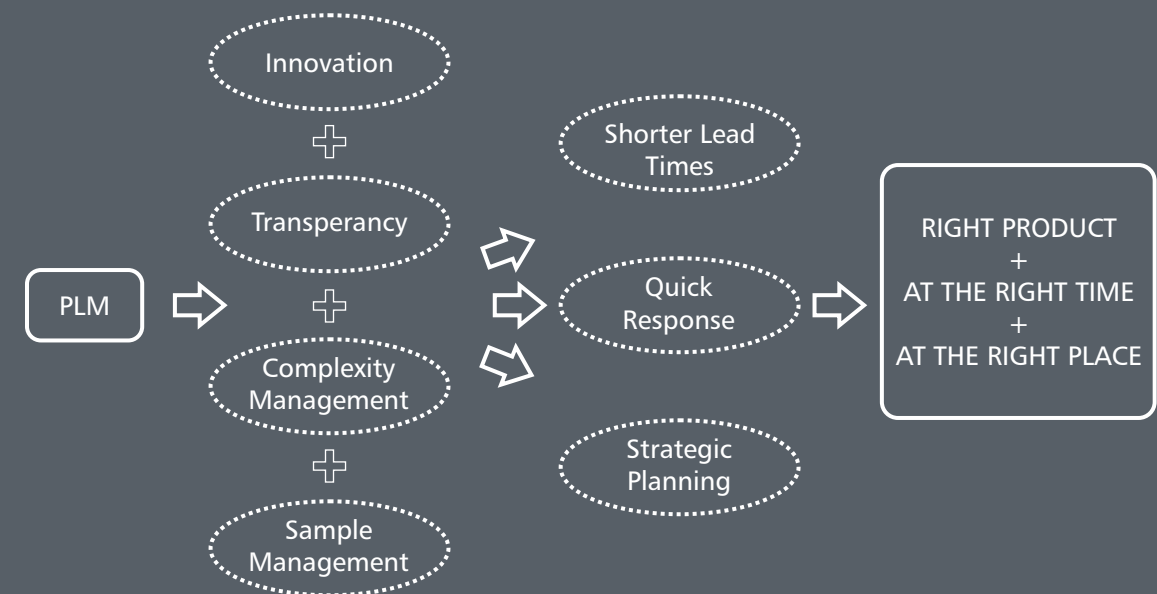 PLM
Innovation
Transperancy
Complexity
Management
Sample
Management
Shorter Lead
Times
Quick
Response
Strategic
Planning
RIGHT PRODUCT
+
AT THE RIGHT TIME
+
AT THE RIGHT PLACE